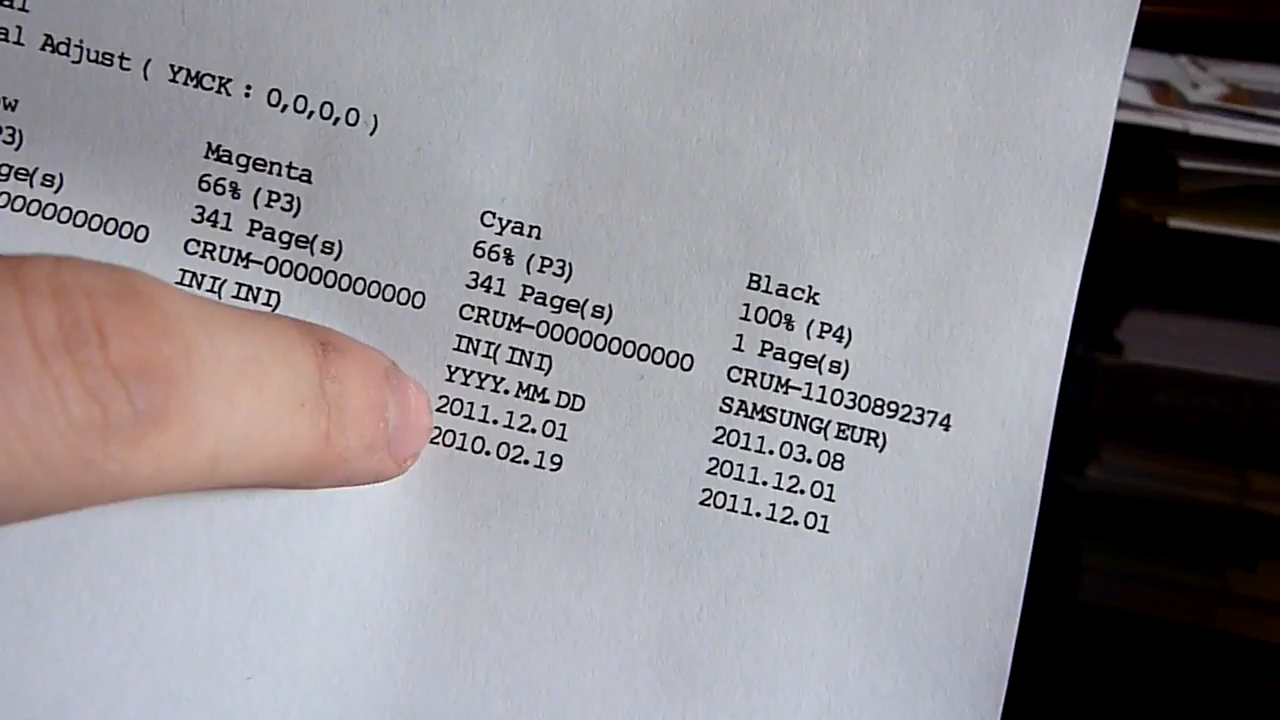 al Adjust ( YMCK : 0,0,0,0 )
Magenta
66% (P3)
341 Page(s)
CRUM-00000000000
INI(INI)
Cyan
66% (P3)
341 Page(s)
CRUM-00000000000
INI(INI)
YYYY.MM.DD
2011.12.01
2010.02.19
Black
100% (P4)
1 Page(s)
CRUM-11030892374
SAMSUNG(EUR)
2011.03.08
2011.12.01
2011.12.01